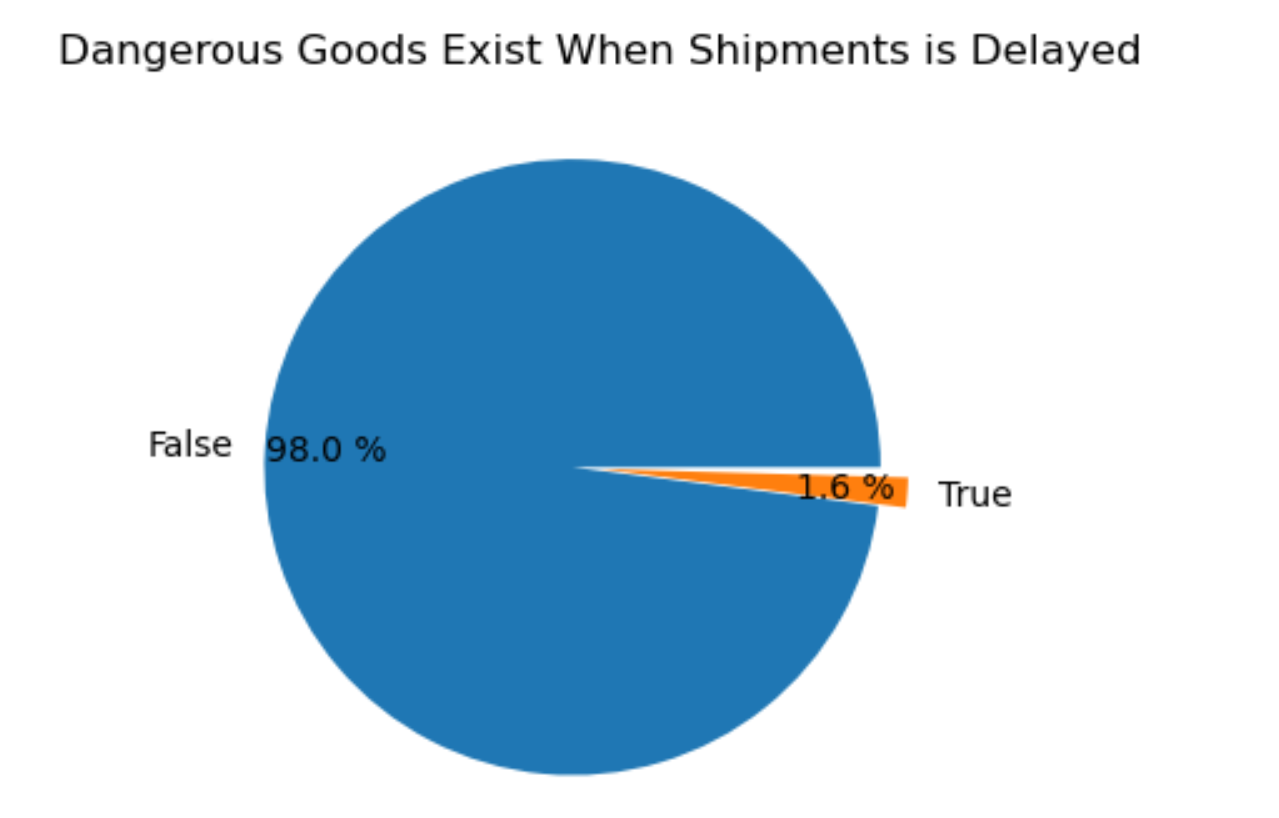 Dangerous Goods Exist When Shipments is Delayed
False 98.0 %
1.6 % True